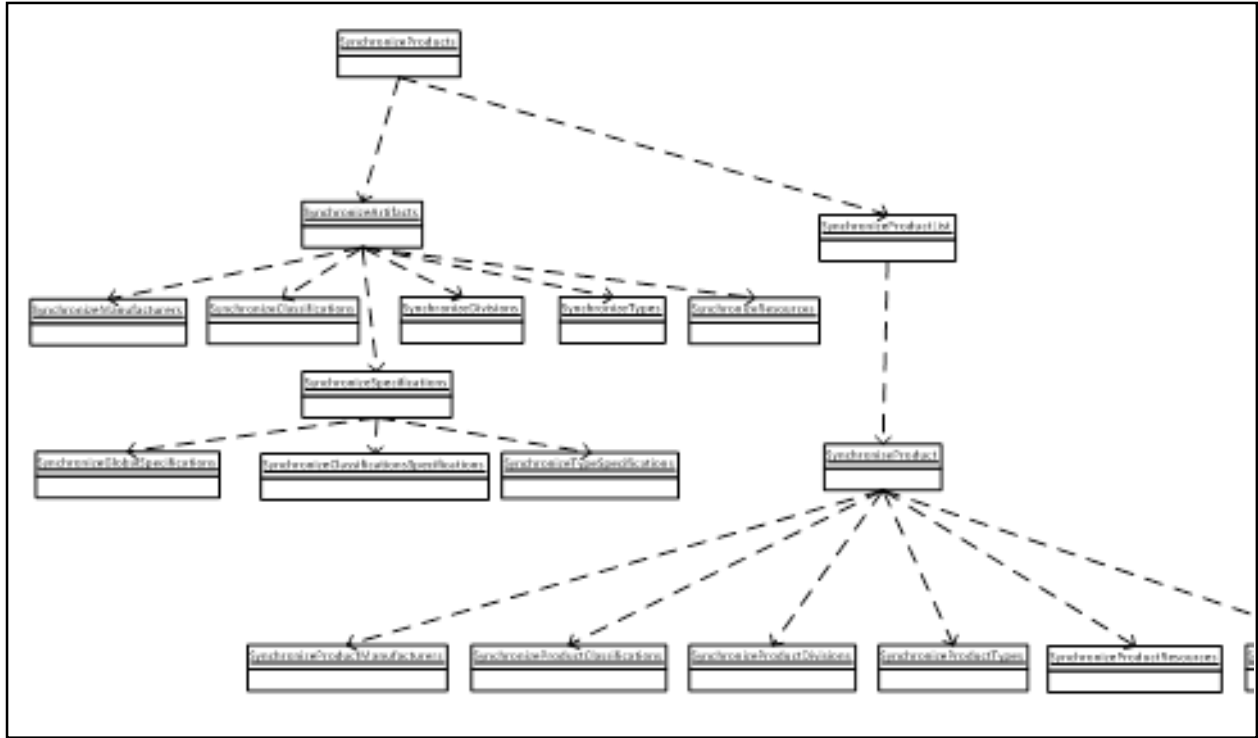 SynchronizeProducts
SynchronizeArtifacts
SynchronizeProductList
SynchronizeManufacturers
SynchronizeClassifications
SynchronizeDivisions
SynchronizeTypes
SynchronizeResources
SynchronizeSpecifications
SynchronizeGlobalSpecifications
SynchronizeClassificationsSpecifications
SynchronizeTypeSpecifications
SynchronizeProduct
SynchronizeProductManufacturers
SynchronizeProductClassifications
SynchronizeProductDivisions
SynchronizeProductTypes
SynchronizeProductResources